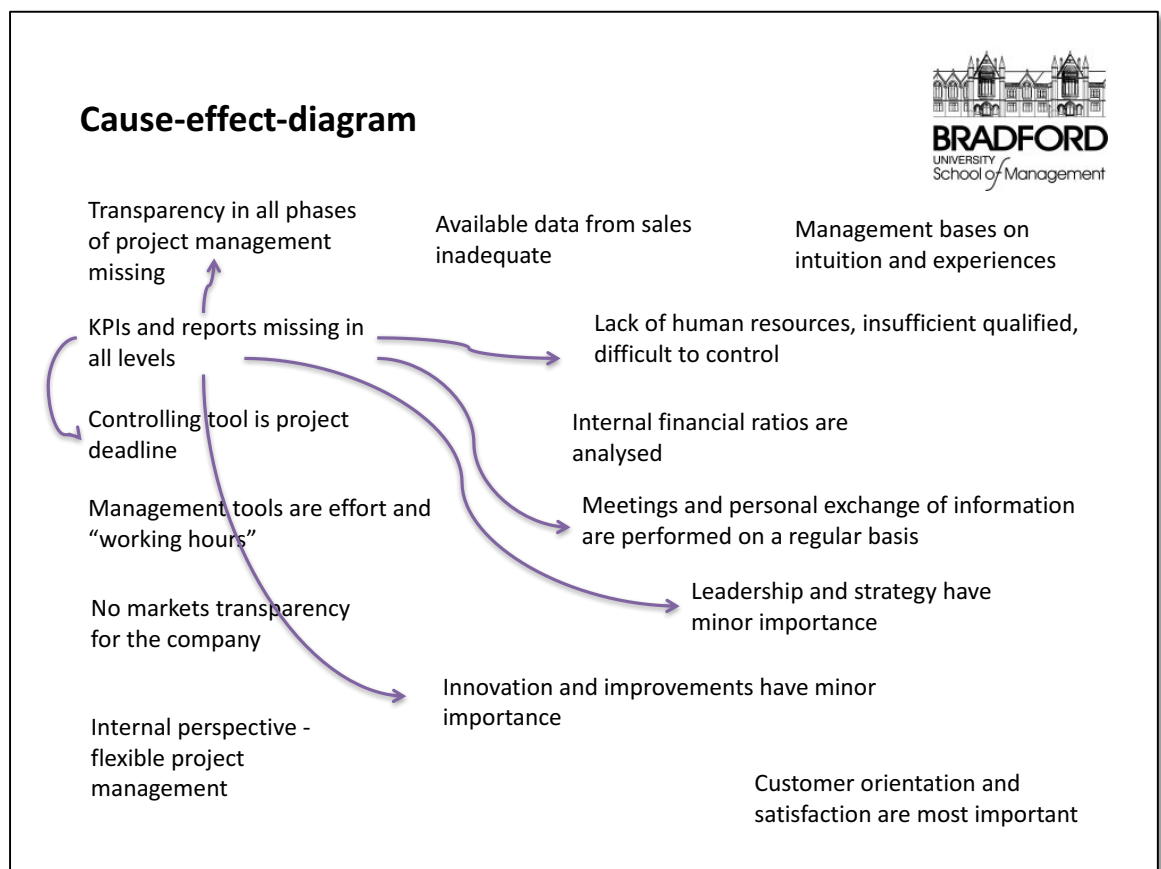 Cause-effect-diagram
BRADFORD
UNIVERSITY
School of Management
Transparency in all phases
of project management
missing
Available data from sales
inadequate
Management bases on
intuition and experiences
KPIs and reports missing in
all levels
Lack of human resources, insufficient qualified,
difficult to control
Controlling tool is project
deadline
Internal financial ratios are
analysed
Management tools are effort and
“working hours”
Meetings and personal exchange of information
are performed on a regular basis
No markets transparency
for the company
Leadership and strategy have
minor importance
Innovation and improvements have minor
importance
Internal perspective -
flexible project
management
Customer orientation and
satisfaction are most important